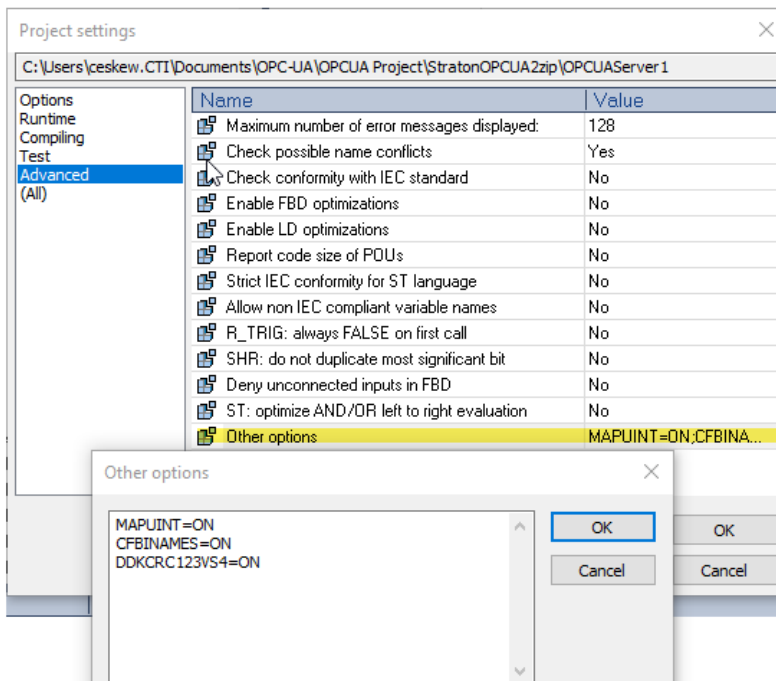 Project settings
C:\Users\ceskew.CTI\Documents\OPC-UA\OPCUA Project\StratonOPCUA2zip\OPCUAServer1
Options
Runtime
Compiling
Test
Advanced
(All)
Name Value
Maximum number of error messages displayed: 128
Check possible name conflicts Yes
Check conformity with IEC standard No
Enable FBD optimizations No
Enable LD optimizations No
Report code size of POUs No
Strict IEC conformity for ST language No
Allow non IEC compliant variable names No
R_TRIG: always FALSE on first call No
SHR: do not duplicate most significant bit No
Deny unconnected inputs in FBD No
ST: optimize AND/OR left to right evaluation No
Other options MAPUINT=ON;CFBINA...
Other options
MAPUINT=ON
CFBINAMES=ON
DDKCRC123VS4=ON
OK
Cancel
OK
Cancel